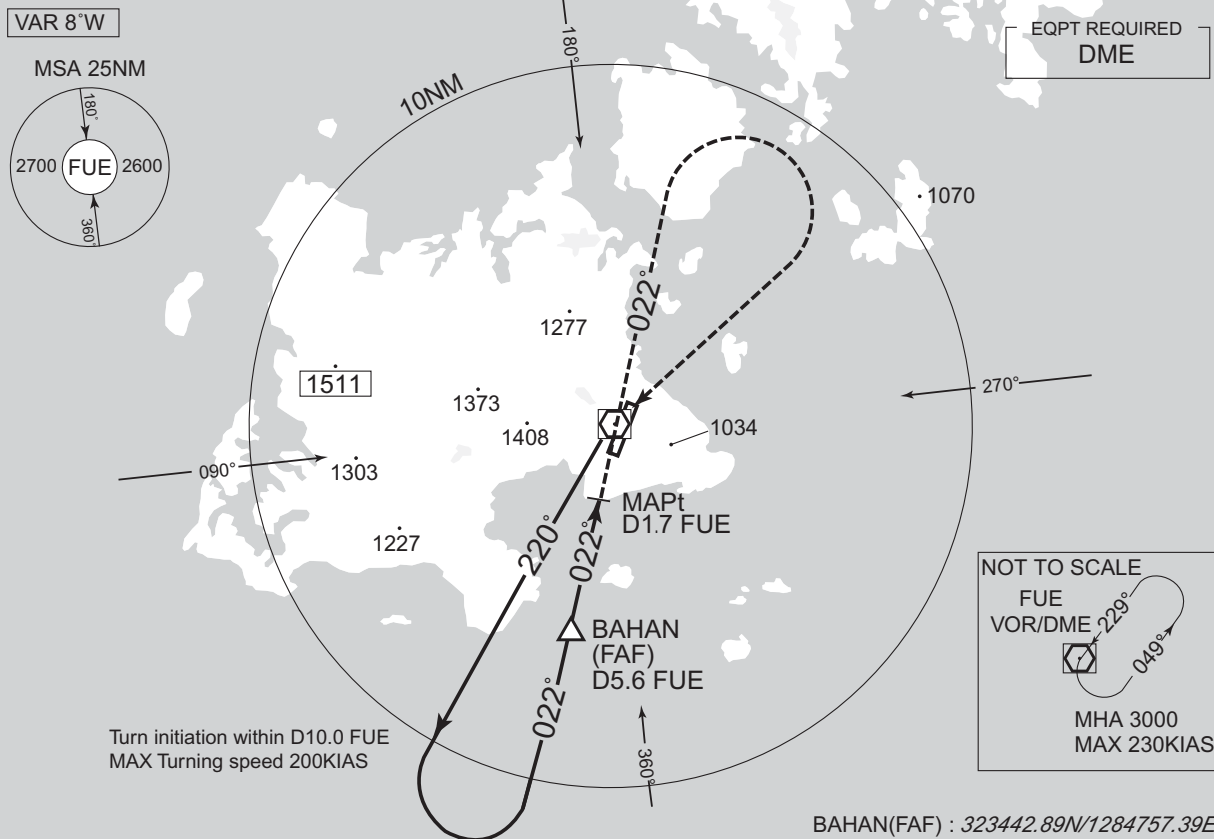 VAR 8°W
MSA 25NM
180°
2700
FUE
2600
360°
180°
10NM
EQPT REQUIRED
DME
1070
022°
1277
1511
1373
1408
1034
270°
090°
1303
MAPt
D1.7 FUE
1227
220°
022°
BAHAN
(FAF)
D5.6 FUE
022°
360°
Turn initiation within D10.0 FUE
MAX Turning speed 200KIAS
NOT TO SCALE
FUE
VOR/DME
229°
049°
MHA 3000
MAX 230KIAS
BAHAN(FAF) : 323442.89N/1284757.39E